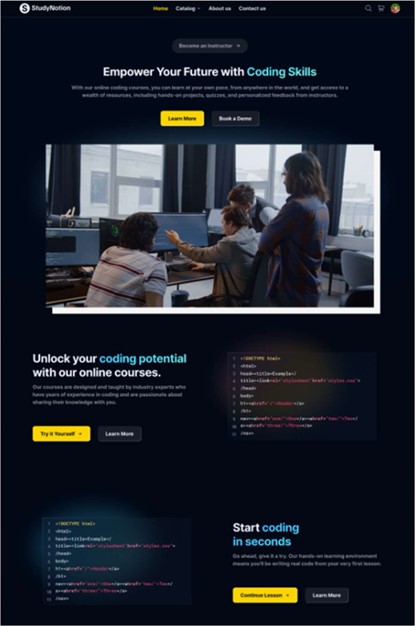 StudyNotion
Home Catalog About us Contact us
Become an Instructor
Empower Your Future with Coding Skills
With our online coding courses, you can learn at your own pace, from anywhere in the world, and get access to a
wealth of resources, including hands-on projects, quizzes, and personalized feedback from instructors.
Learn More Book a Demo
Unlock your coding potential
with our online courses.
Our courses are designed and taught by industry experts who
have years of experience in coding and are passionate about
sharing their knowledge with you.
Try it Yourself → Learn More
1 <!DOCTYPE html>
2 <html>
3 head><title>Example</
4 title><linkrel="stylesheet"href="styles.css">
5 /head>
6 body>
7 h1><ahref="/">Header</a>
8 /h1>
9 nav><ahref="one/">One</a><ahref="two/">Two</
10 a><ahref="three/">Three</a>
11 /nav>
1 <!DOCTYPE html>
2 <html>
3 head><title>Example</
4 title><linkrel="stylesheet"href="styles.css">
5 /head>
6 body>
7 h1><ahref="/">Header</a>
8 /h1>
9 nav><ahref="one/">One</a><ahref="two/">Two</
10 a><ahref="three/">Three</a>
11 /nav>
Start coding
in seconds
Go ahead, give it a try. Our hands-on learning environment
means you'll be writing real code from your very first lesson.
Continue Lesson → Learn More